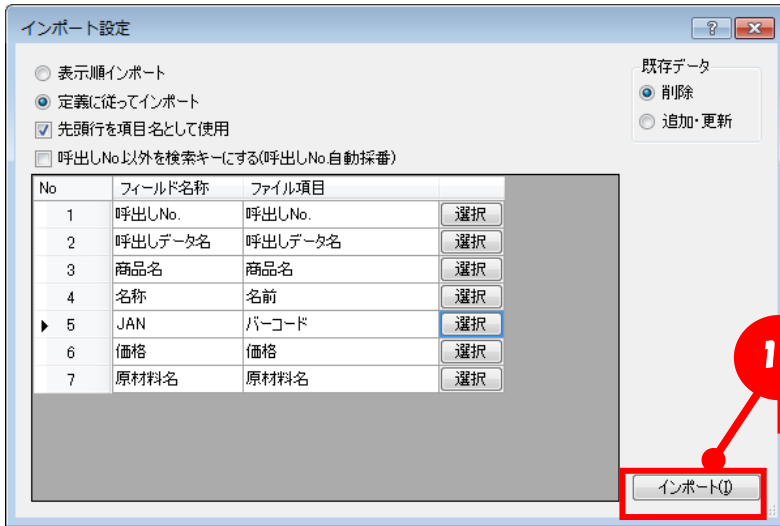 インポート設定
表示順インポート
定義に従ってインポート
先頭行を項目名として使用
呼出しNo.以外を検索キーにする(呼出しNo.自動採番)
既存データ
削除
追加・更新
No フィールド名称 ファイル項目
1 呼出しNo. 呼出しNo. 選択
2 呼出しデータ名 呼出しデータ名 選択
3 商品名 商品名 選択
4 名称 名前 選択
5 JAN バーコード 選択
6 価格 価格 選択
7 原材料名 原材料名 選択
1
インポート(I)